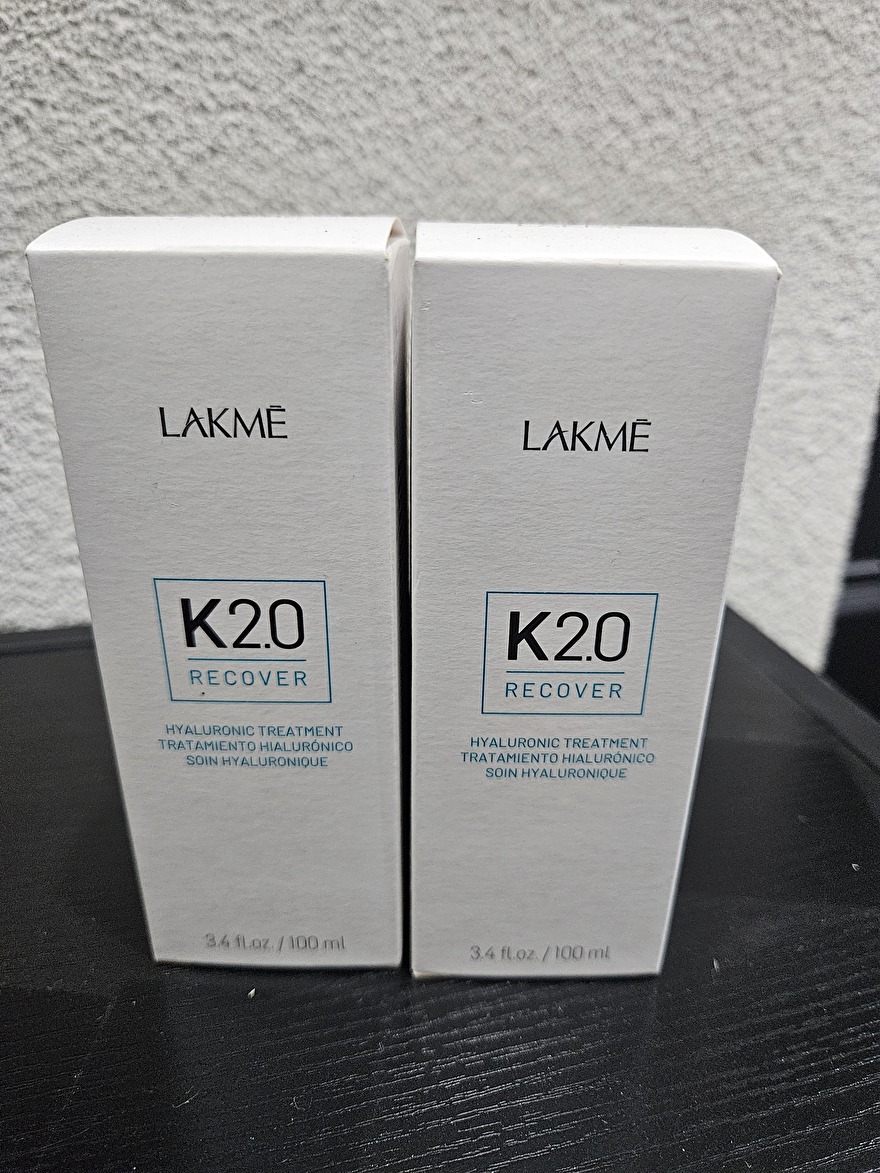 LAKMĒ
K2.0
RECOVER
HYALURONIC TREATMENT
TRATAMIENTO HIALURÓNICO
SOIN HYALURONIQUE
3.4 fl.oz. / 100 ml
LAKMĒ
K2.0
RECOVER
HYALURONIC TREATMENT
TRATAMIENTO HIALURÓNICO
SOIN HYALURONIQUE
3.4 fl.oz. / 100 ml